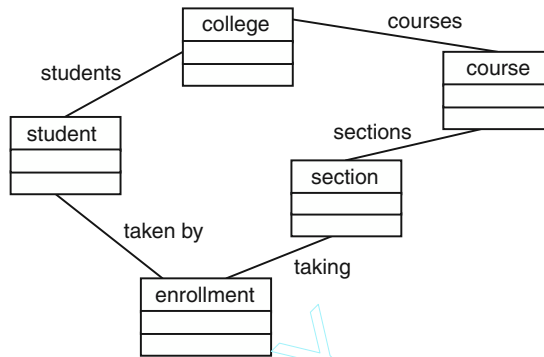 college
courses
students
course
student
sections
section
taken by
taking
enrollment